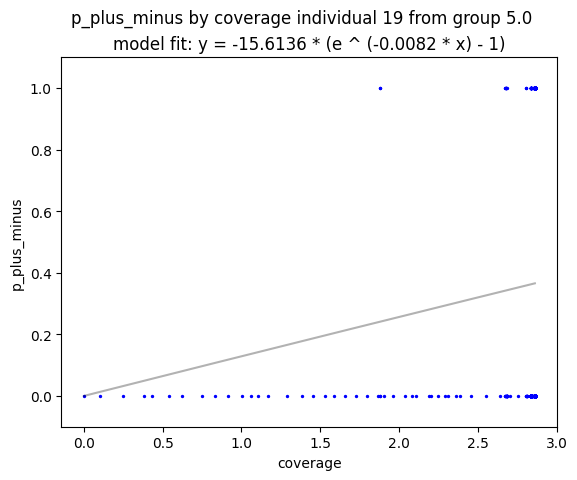 p_plus_minus by coverage individual 19 from group 5.0
model fit: y = -15.6136 * (e ^ (-0.0082 * x) - 1)
1.0
0.8
0.6
0.4
0.2
0.0
p_plus_minus
0.0 0.5 1.0 1.5 2.0 2.5 3.0
coverage